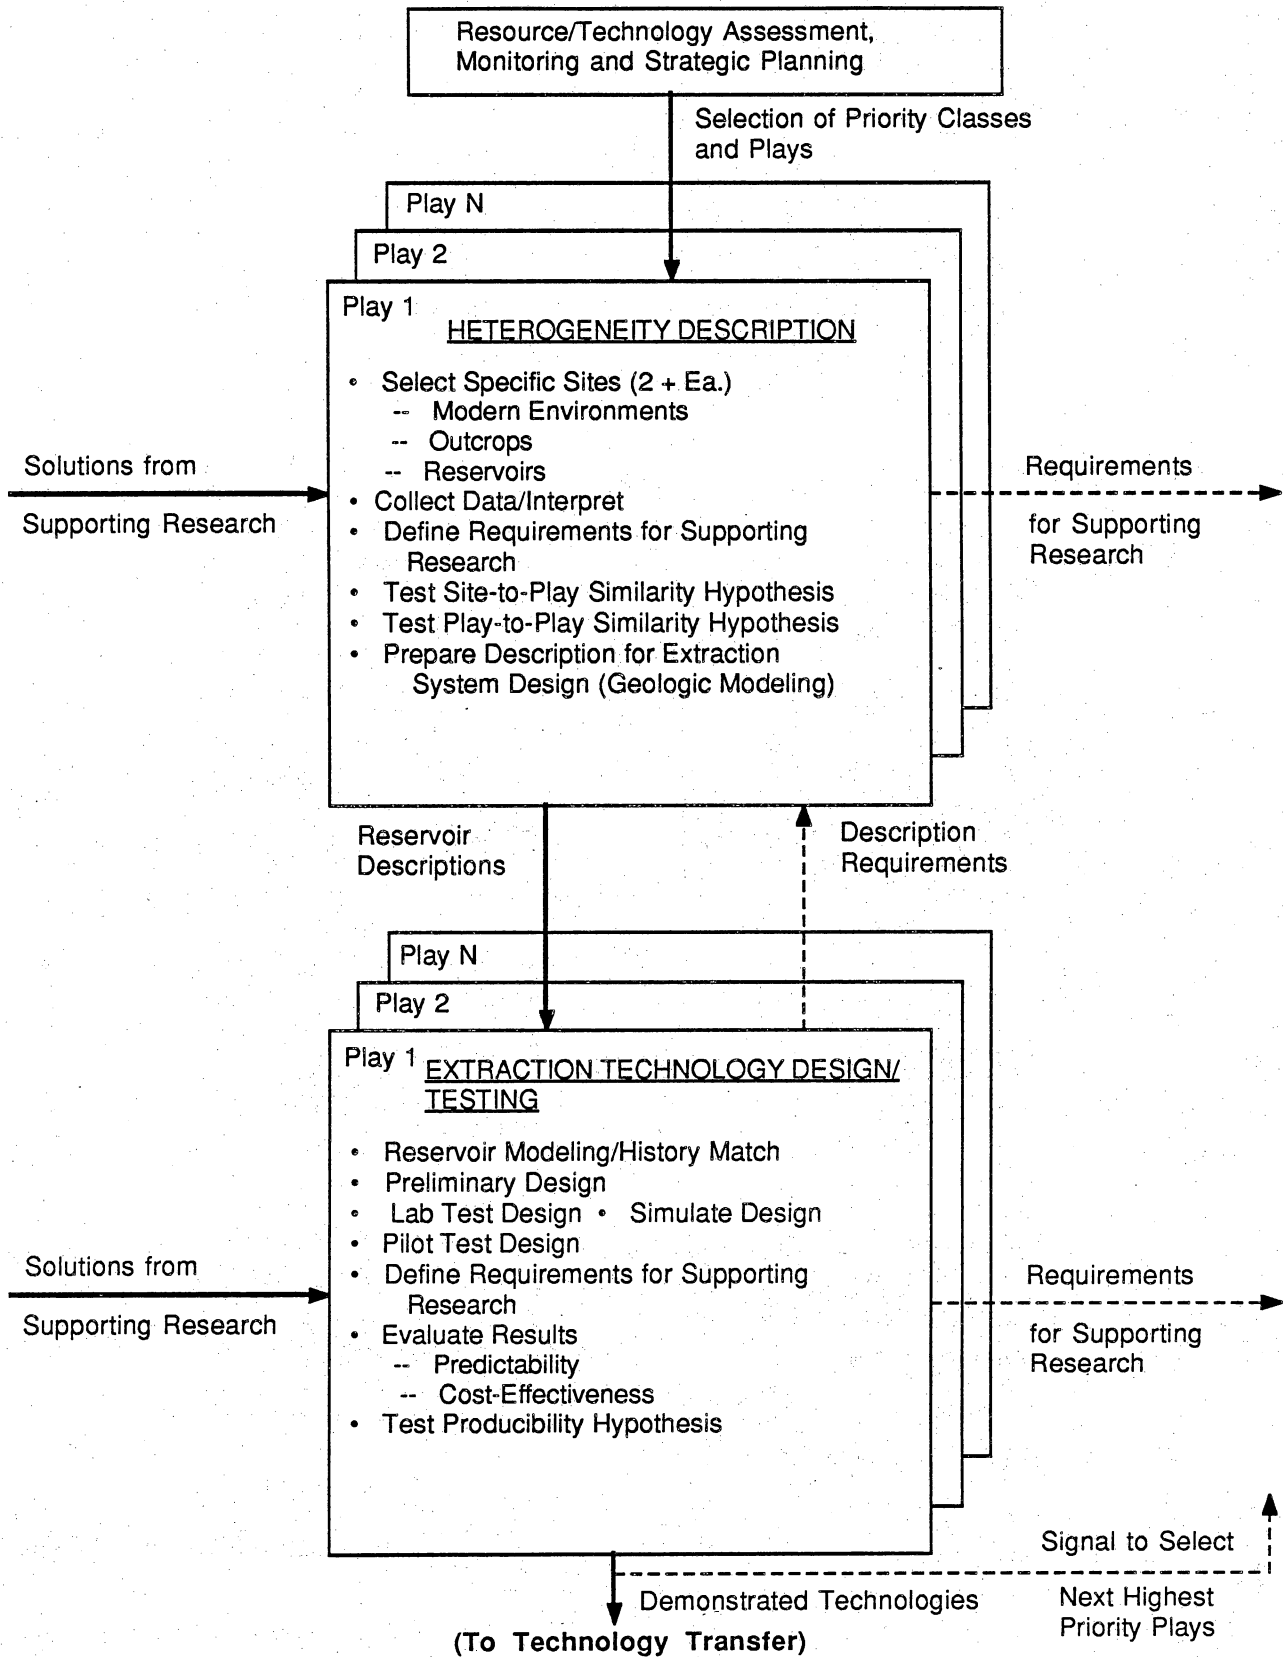 Resource/Technology Assessment,
Monitoring and Strategic Planning
Selection of Priority Classes
and Plays
Play N
Play 2
Play 1
HETEROGENEITY DESCRIPTION
• Select Specific Sites (2 + Ea.)
-- Modern Environments
-- Outcrops
-- Reservoirs
• Collect Data/Interpret
• Define Requirements for Supporting
Research
• Test Site-to-Play Similarity Hypothesis
• Test Play-to-Play Similarity Hypothesis
• Prepare Description for Extraction
System Design (Geologic Modeling)
Solutions from
Supporting Research
Requirements
for Supporting
Research
Reservoir
Descriptions
Description
Requirements
Play N
Play 2
Play 1
EXTRACTION TECHNOLOGY DESIGN/
TESTING
• Reservoir Modeling/History Match
• Preliminary Design
• Lab Test Design • Simulate Design
• Pilot Test Design
• Define Requirements for Supporting
Research
• Evaluate Results
-- Predictability
-- Cost-Effectiveness
• Test Producibility Hypothesis
Solutions from
Supporting Research
Requirements
for Supporting
Research
Signal to Select
Next Highest
Priority Plays
Demonstrated Technologies
(To Technology Transfer)